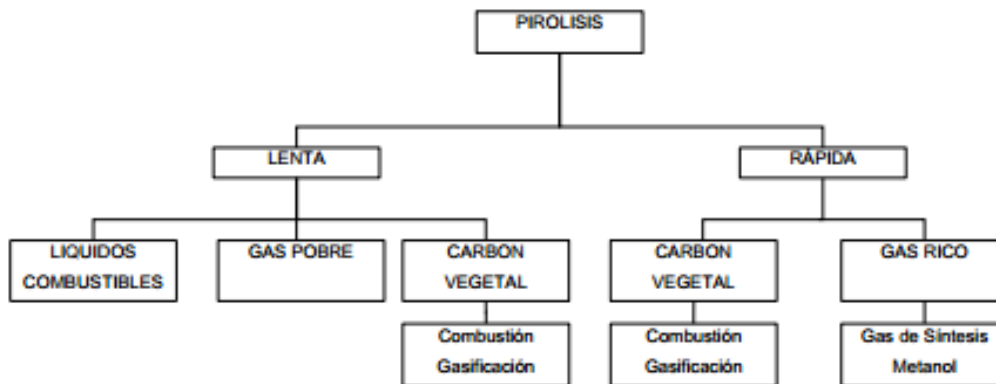 PIROLISIS
LENTA
RÁPIDA
LIQUIDOS
COMBUSTIBLES
GAS POBRE
CARBON
VEGETAL
CARBON
VEGETAL
GAS RICO
Combustión
Gasificación
Combustión
Gasificación
Gas de Síntesis
Metanol